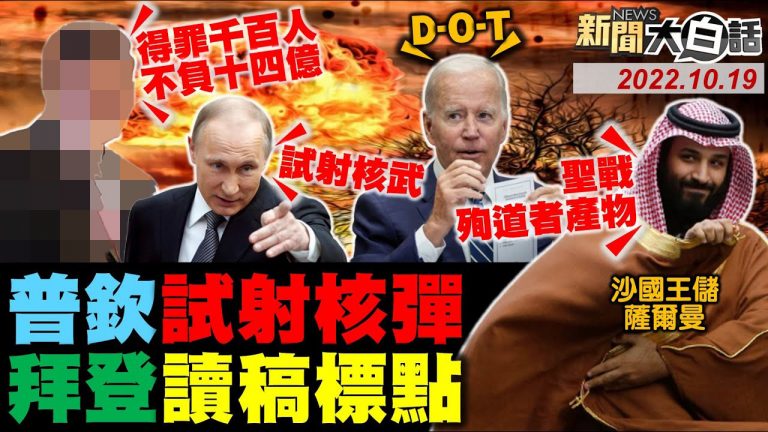 得罪千百人
不負十四億
D-O-T
NEWS
新聞大白話
2022.10.19
試射核武
聖戰
殉道者產物
沙國王儲
薩爾曼
普欽試射核彈
拜登讀稿標點